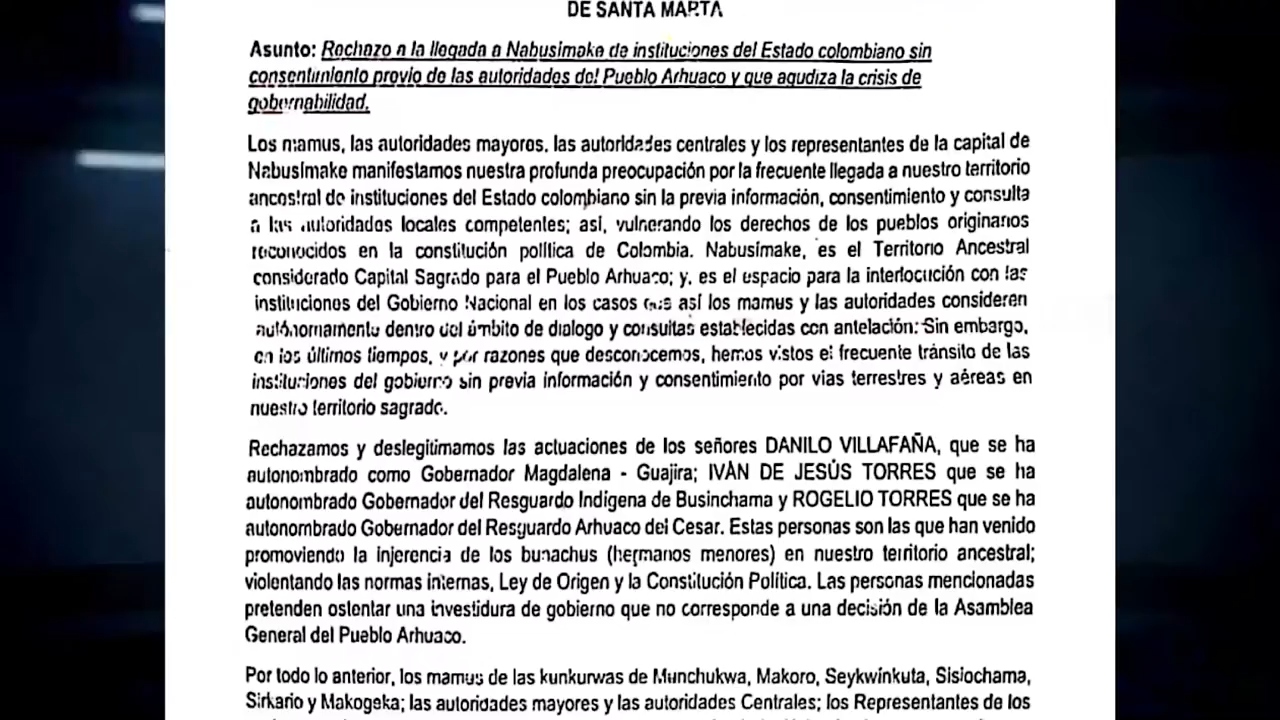 DE SANTA MARTA
Asunto: Rechazo a la llegada a Nabusimake de instituciones del Estado colombiano sin
consentimiento previo de las autoridades del Pueblo Arhuaco y que agudiza la crisis de
gobernabilidad.
Los mamus, las autoridades mayores, las autoridades centrales y los representantes de la capital de
Nabusimake manifestamos nuestra profunda preocupación por la frecuente llegada a nuestro territorio
ancestral de instituciones del Estado colombiano sin la previa información, consentimiento y consulta
a las autoridades locales competentes; así, vulnerando los derechos de los pueblos originarios
reconocidos en la constitución política de Colombia. Nabusimake, es el Territorio Ancestral
considerado Capital Sagrado para el Pueblo Arhuaco; y, es el espacio para la interlocución con las
instituciones del Gobierno Nacional en los casos que así los mamus y las autoridades consideren
autónomamente dentro del ámbito de dialogo y consultas establecidas con antelación: Sin embargo,
en los últimos tiempos, y por razones que desconocemos, hemos vistos el frecuente tránsito de las
instituciones del gobierno sin previa información y consentimiento por vías terrestres y aéreas en
nuestro territorio sagrado.
Rechazamos y deslegitimamos las actuaciones de los señores DANILO VILLAFAÑA, que se ha
autonombrado como Gobernador Magdalena - Guajira; IVÁN DE JESÚS TORRES que se ha
autonombrado Gobernador del Resguardo Indígena de Businchama y ROGELIO TORRES que se ha
autonombrado Gobernador del Resguardo Arhuaco del Cesar. Estas personas son las que han venido
promoviendo la injerencia de los bunachus (hermanos menores) en nuestro territorio ancestral;
violentando las normas internas, Ley de Origen y la Constitución Política. Las personas mencionadas
pretenden ostentar una investidura de gobierno que no corresponde a una decisión de la Asamblea
General del Pueblo Arhuaco.
Por todo lo anterior, los mamus de las kunkurwas de Munchukwa, Makoro, Seykwinkuta, Sisiochama,
Sirkario y Makogeka; las autoridades mayores y las autoridades Centrales; los Representantes de los